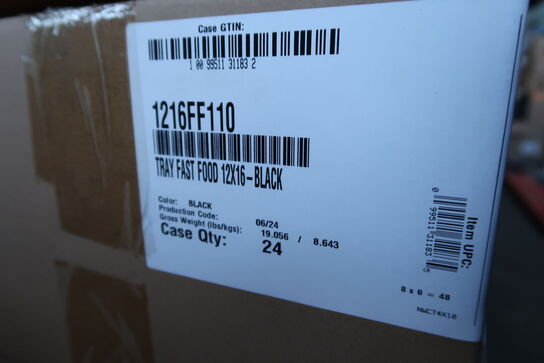 Case GTIN:
1 00 99511 31183 2
1216FF110
TRAY FAST FOOD 12X16-BLACK
Color: BLACK
Production Code: 06/24
Gross Weight (lbs/kgs): 19.056 / 8.643
Case Qty: 24
Item UPC:
0 99511 31183 5
8 x 6 - 48
NWCT4X10